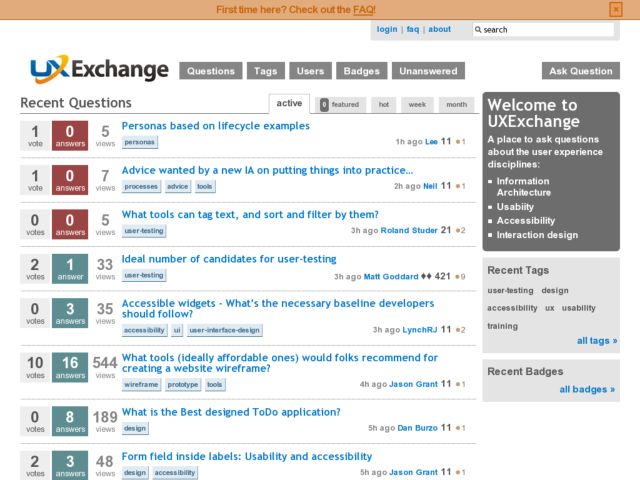 First time here? Check out the FAQ!
×
login | faq | about
search
UXExchange
Questions Tags Users Badges Unanswered Ask Question
Recent Questions
active 0 featured hot week month
1 vote 0 answers 5 views
Personas based on lifecycle examples
personas
1h ago Lee 11 ●1
1 vote 0 answers 7 views
Advice wanted by a new IA on putting things into practice…
processes advice tools
2h ago Neil 11 ●1
0 votes 0 answers 5 views
What tools can tag text, and sort and filter by them?
user-testing
3h ago Roland Studer 21 ●2
2 votes 1 answer 33 views
Ideal number of candidates for user-testing
user-testing
3h ago Matt Goddard ♦♦ 421 ●9
0 votes 3 answers 35 views
Accessible widgets - What's the necessary baseline developers
should follow?
accessibility ui user-interface-design
3h ago LynchRJ 11 ●2
10 votes 16 answers 544 views
What tools (ideally affordable ones) would folks recommend for
creating a website wireframe?
wireframe prototype tools
4h ago Jason Grant 11 ●1
0 votes 8 answers 189 views
What is the Best designed ToDo application?
design
5h ago Dan Burzo 11 ●1
2 votes 3 answers 48 views
Form field inside labels: Usability and accessibility
design accessibility
5h ago Jason Grant 11 ●1
Welcome to
UXExchange
A place to ask questions
about the user experience
disciplines:
Information
Architecture
Usabiity
Accessibility
Interaction design
Recent Tags
user-testing design
accessibility ux usability
training
all tags »
Recent Badges
all badges »